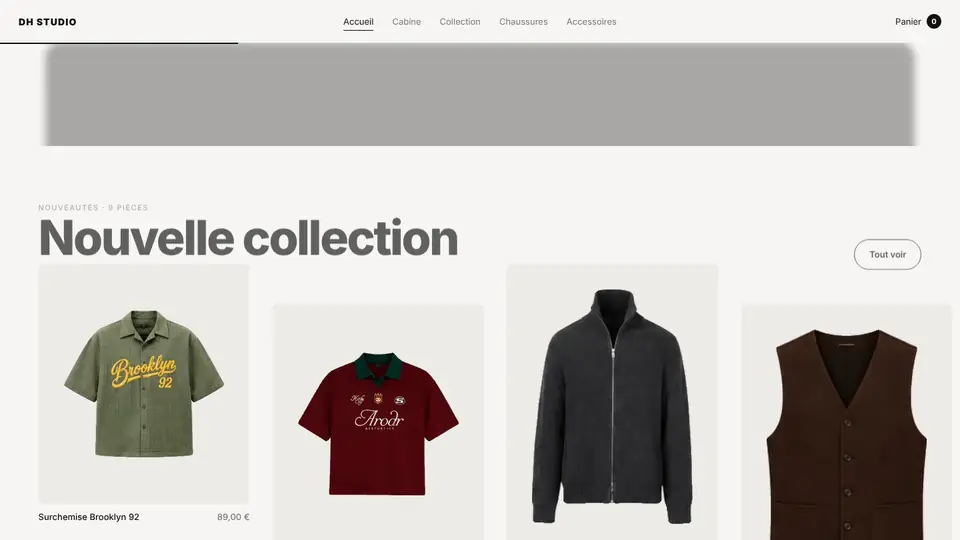 DH STUDIO
Accueil
Cabine
Collection
Chaussures
Accessoires
Panier 0
NOUVEAUTÉS · 9 PIÈCES
Nouvelle collection
Tout voir
Brooklyn
92
Arodr
Surchemise Brooklyn 92
89,00 €